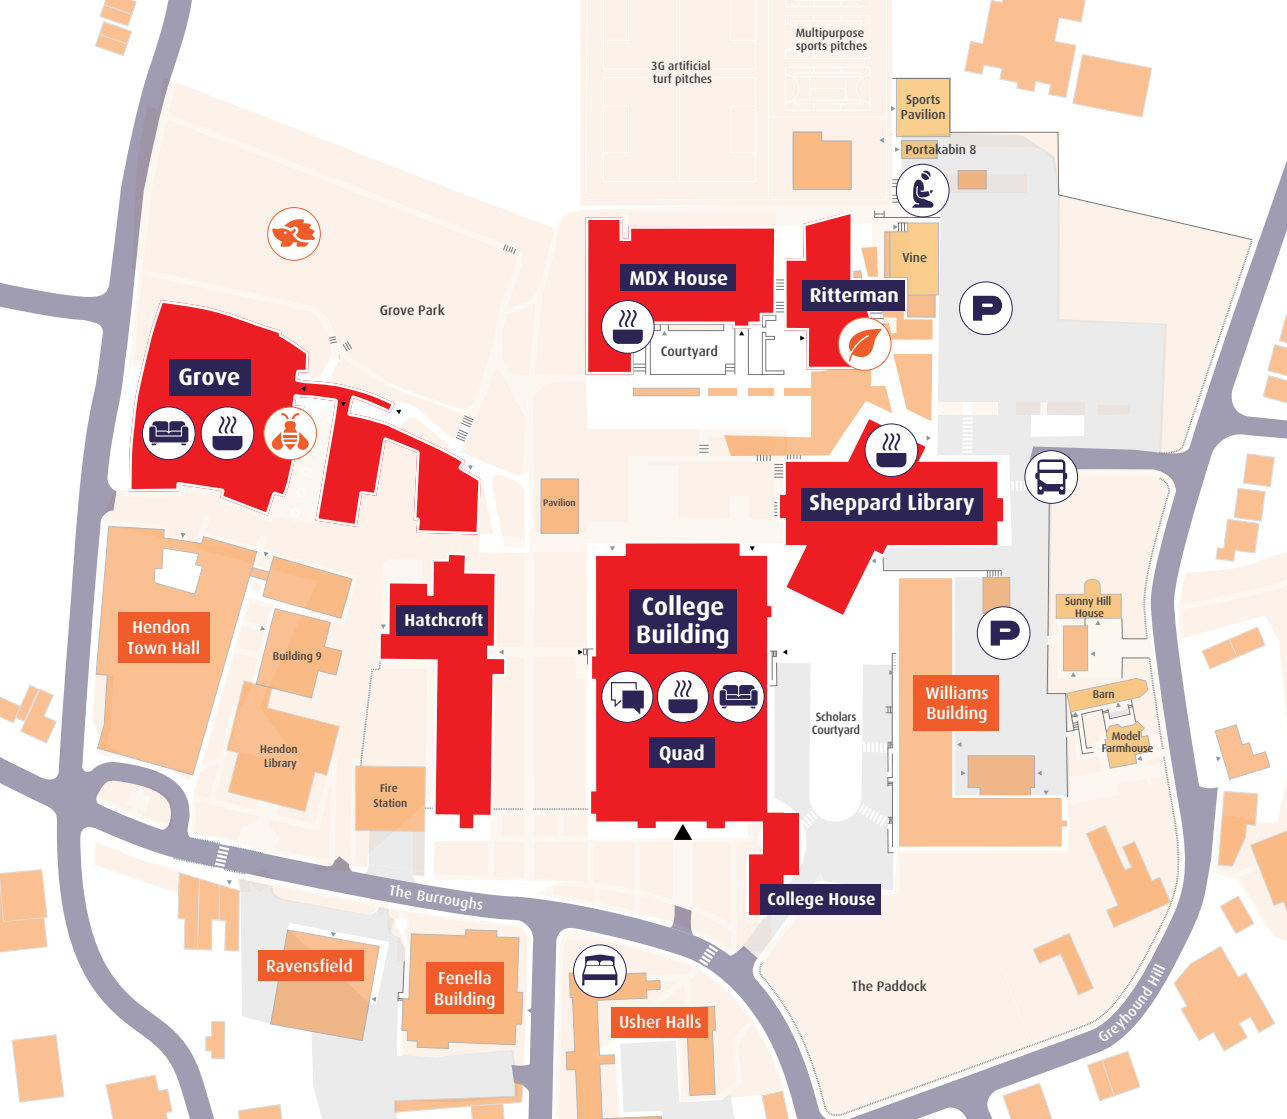 Multipurpose
sports pitches
3G artificial
turf pitches
Sports
Pavilion
Portakabin 8
Vine
MDX House
Ritterman
Grove Park
Courtyard
P
Grove
Sheppard Library
Pavilion
College
Building
Sunny Hill
House
Hatchcroft
Hendon
Town Hall
P
Building 9
Barn
Williams
Building
Scholars
Courtyard
Model
Farmhouse
Hendon
Library
Quad
Fire
Station
The Burroughs
College House
Ravensfield
Fenella
Building
The Paddock
Usher Halls
Greyhound Hill